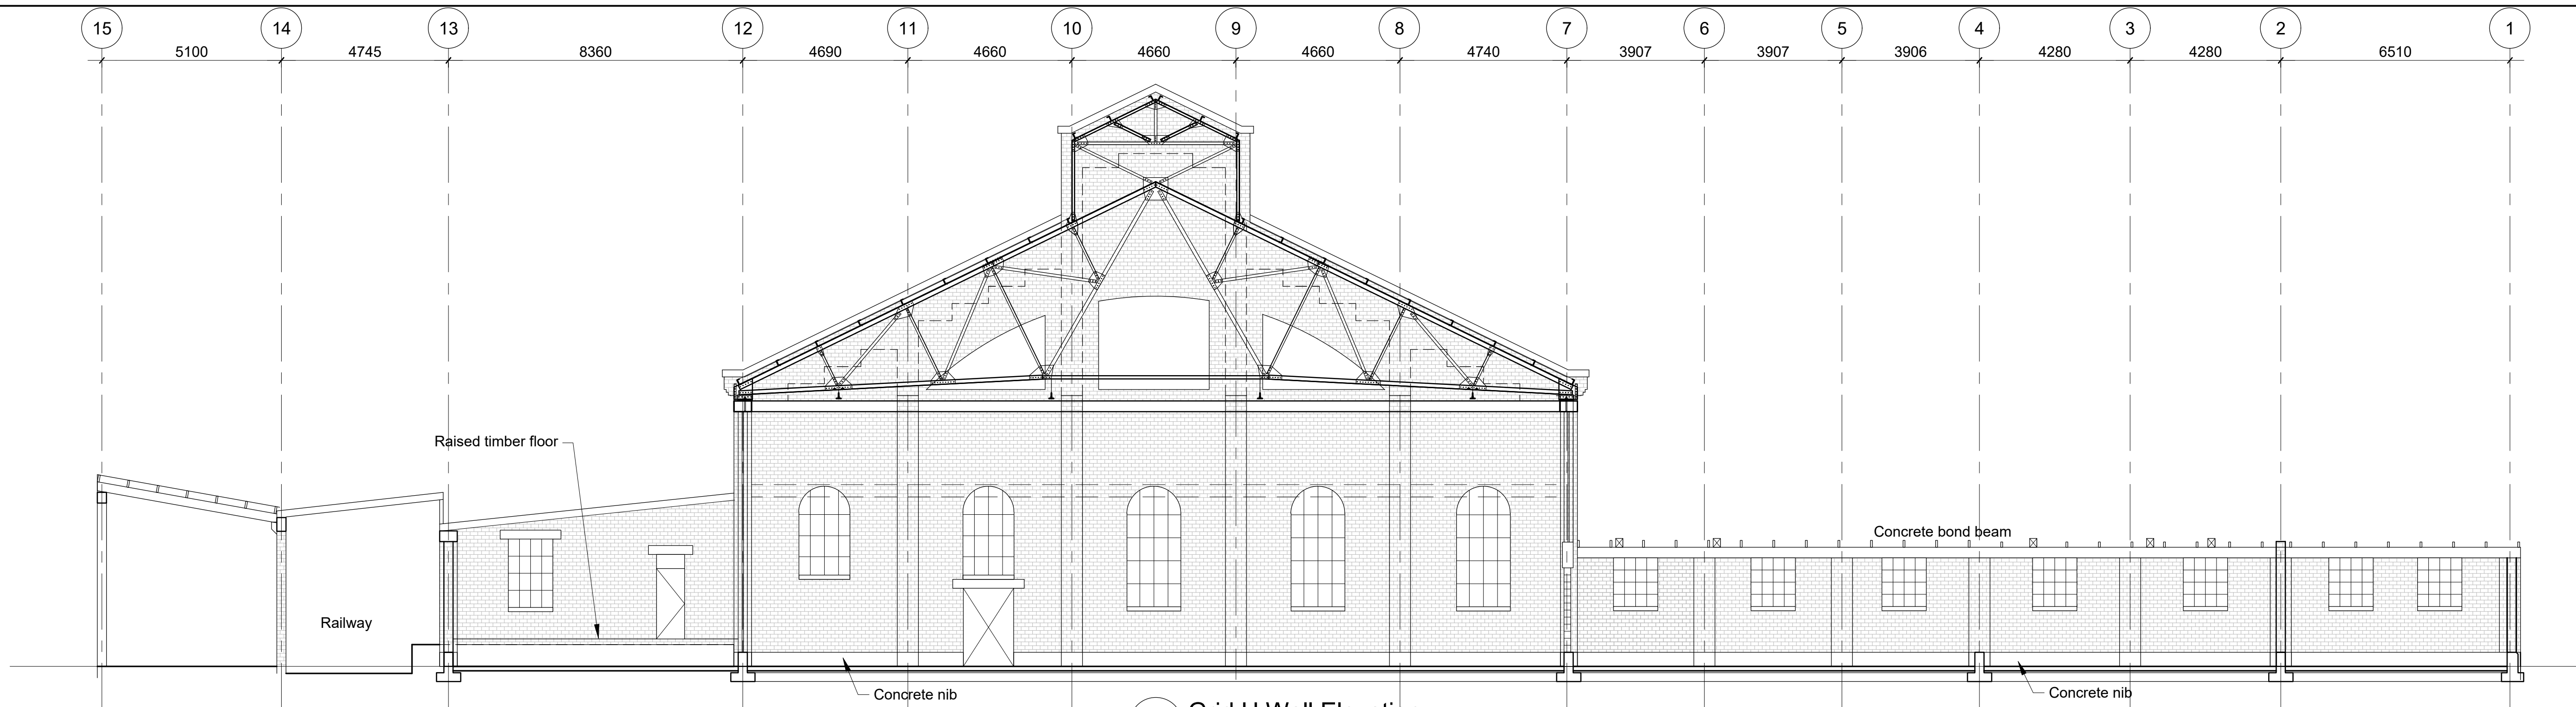 15 14 13 12 11 10 9 8 7 6 5 4 3 2 1
5100 4745 8360 4690 4660 4660 4660 4740 3907 3907 3906 4280 4280 6510
Raised timber floor
Concrete bond beam
Railway
Concrete nib
Concrete nib